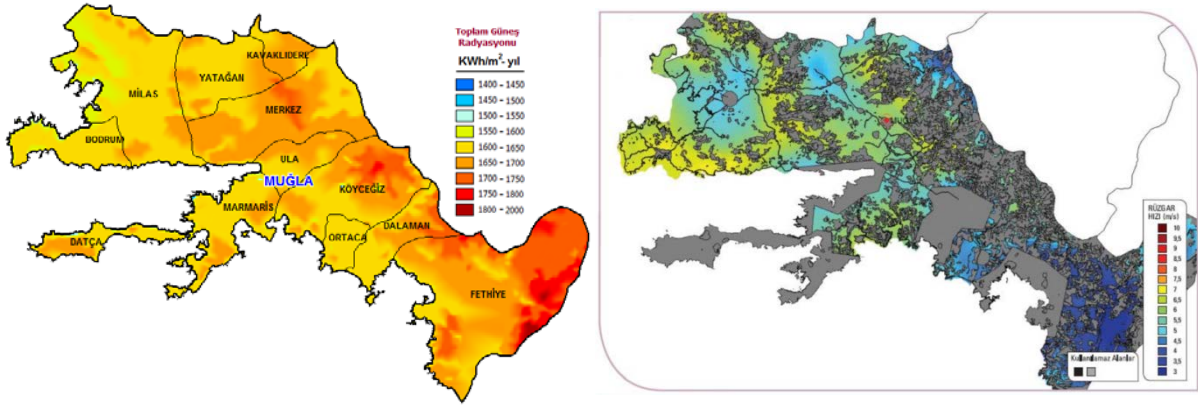 Toplam Güneş
Radyasyonu
KWh/m²- yıl
1400 - 1450
1450 - 1500
1500 - 1550
1550 - 1600
1600 - 1650
1650 - 1700
1700 - 1750
1750 - 1800
1800 - 2000
KAVAKLIDERE
YATAĞAN
MİLAS
MERKEZ
BODRUM
ULA
MUĞLA
KÖYCEĞİZ
MARMARİS
DALAMAN
ORTACA
DATÇA
FETHİYE
RÜZGAR
HIZI (m/s)
10
9,5
9
8,5
8
7,5
7
6,5
6
5,5
5
4,5
4
3,5
3
Kullanılamaz Alanlar